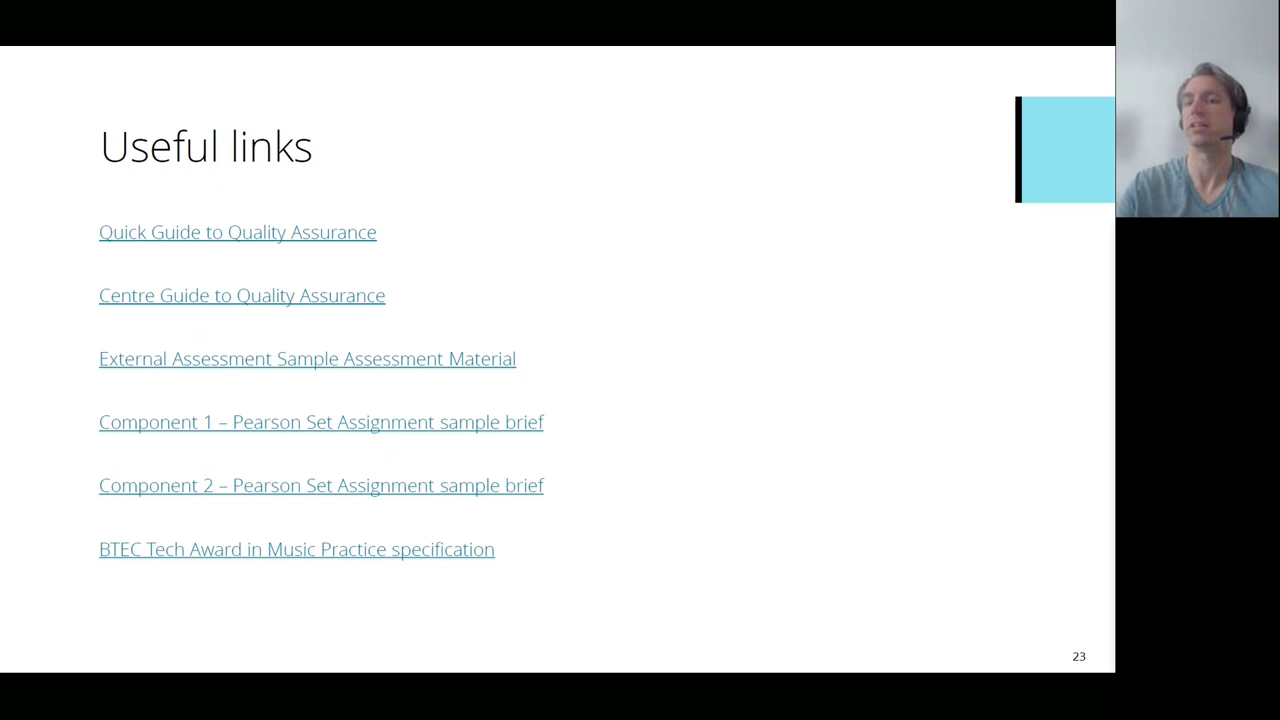 Useful links
Quick Guide to Quality Assurance
Centre Guide to Quality Assurance
External Assessment Sample Assessment Material
Component 1 – Pearson Set Assignment sample brief
Component 2 – Pearson Set Assignment sample brief
BTEC Tech Award in Music Practice specification
23